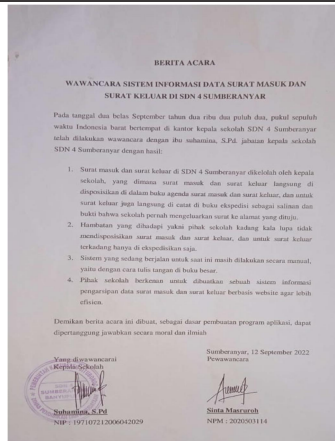 BERITA ACARA
WAWANCARA SISTEM INFORMASI DATA SURAT MASUK DAN
SURAT KELUAR DI SDN 4 SUMBERANYAR
Pada tanggal dua belas September tahun dua ribu dua puluh dua, pukul sepuluh
waktu Indonesia barat bertempat di kantor kepala sekolah SDN 4 Sumberanyar
telah dilakukan wawancara dengan ibu suhamina, S.Pd. jabatan kepala sekolah
SDN 4 Sumberanyar dengan hasil:
1. Surat masuk dan surat keluar di SDN 4 Sumberanyar dikelolah oleh kepala
sekolah, yang dimana surat masuk dan surat keluar langsung di
disposisikan di dalam buku agenda surat masuk dan surat keluar, dan untuk
surat keluar juga langsung di catat di buku ekspedisi sebagai salinan dan
bukti bahwa sekolah pernah mengeluarkan surat ke alamat yang dituju.
2. Hambatan yang dihadapi yakni pihak sekolah kadang kala lupa tidak
mendisposisikan surat masuk dan surat keluar, dan untuk surat keluar
terkadang hanya di ekspedisikan saja.
3. Sistem yang sedang berjalan untuk saat ini masih dilakukan secara manual,
yaitu dengan cara tulis tangan di buku besar.
4. Pihak sekolah berkenan untuk dibuatkan sebuah sistem informasi
pengarsipan data surat masuk dan surat keluar berbasis website agar lebih
efisien.
Demikian berita acara ini dibuat, sebagai dasar pembuatan program aplikasi, dapat
dipertanggung jawabkan secara moral dan ilmiah
Sumberanyar, 12 September 2022
Yang diwawancarai
Pewawancara
Kepala Sekolah
Suhamina, S.Pd
Sinta Masruroh
NIP : 197107212006042029
NPM : 2020503114